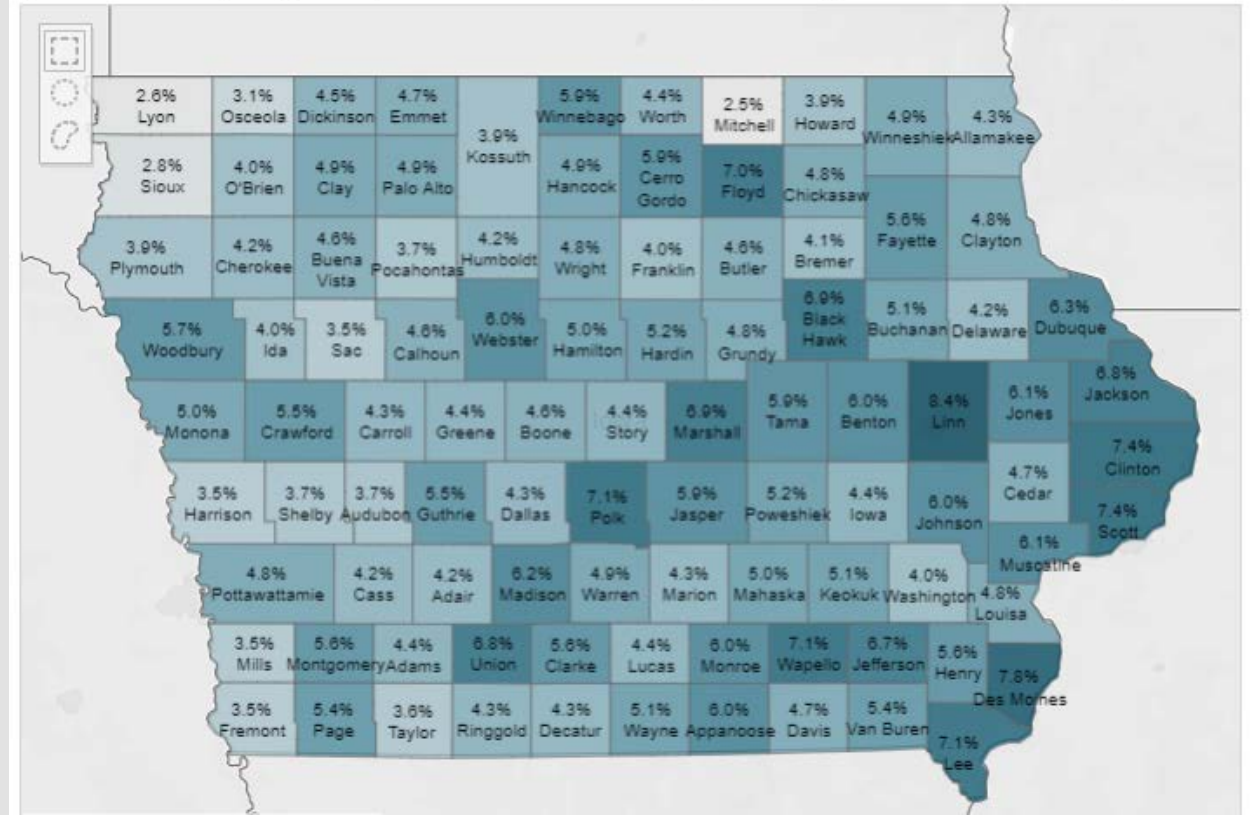 2.6%
Lyon
3.1%
Osceola
4.5%
Dickinson
4.7%
Emmet
3.9%
Kossuth
5.9%
Winnebago
4.4%
Worth
2.5%
Mitchell
3.9%
Howard
4.9%
Winneshiek
4.3%
Allamakee
2.8%
Sioux
4.0%
O'Brien
4.9%
Clay
4.9%
Palo Alto
4.9%
Hancock
5.9%
Cerro
Gordo
7.0%
Floyd
4.8%
Chickasaw
5.6%
Fayette
4.8%
Clayton
3.9%
Plymouth
4.2%
Cherokee
4.6%
Buena
Vista
3.7%
Pocahontas
4.2%
Humboldt
4.8%
Wright
4.0%
Franklin
4.6%
Butler
4.1%
Bremer
5.7%
Woodbury
4.0%
Ida
3.5%
Sac
4.6%
Calhoun
6.0%
Webster
5.0%
Hamilton
5.2%
Hardin
4.8%
Grundy
6.9%
Black
Hawk
5.1%
Buchanan
4.2%
Delaware
6.3%
Dubuque
5.0%
Monona
5.5%
Crawford
4.3%
Carroll
4.4%
Greene
4.6%
Boone
4.4%
Story
6.9%
Marshall
5.9%
Tama
6.0%
Benton
8.4%
Linn
6.1%
Jones
6.8%
Jackson
7.4%
Clinton
3.5%
Harrison
3.7%
Shelby
3.7%
Audubon
5.5%
Guthrie
4.3%
Dallas
7.1%
Polk
5.9%
Jasper
5.2%
Poweshiek
4.4%
Iowa
6.0%
Johnson
4.7%
Cedar
7.4%
Scott
6.1%
Muscatine
4.8%
Pottawattamie
4.2%
Cass
4.2%
Adair
6.2%
Madison
4.9%
Warren
4.3%
Marion
5.0%
Mahaska
5.1%
Keokuk
4.0%
Washington
4.8%
Louisa
3.5%
Mills
5.6%
Montgomery
4.4%
Adams
6.8%
Union
5.6%
Clarke
4.4%
Lucas
6.0%
Monroe
7.1%
Wapello
6.7%
Jefferson
5.6%
Henry
7.8%
Des Moines
3.5%
Fremont
5.4%
Page
3.6%
Taylor
4.3%
Ringgold
4.3%
Decatur
5.1%
Wayne
6.0%
Appanoose
4.7%
Davis
5.4%
Van Buren
7.1%
Lee